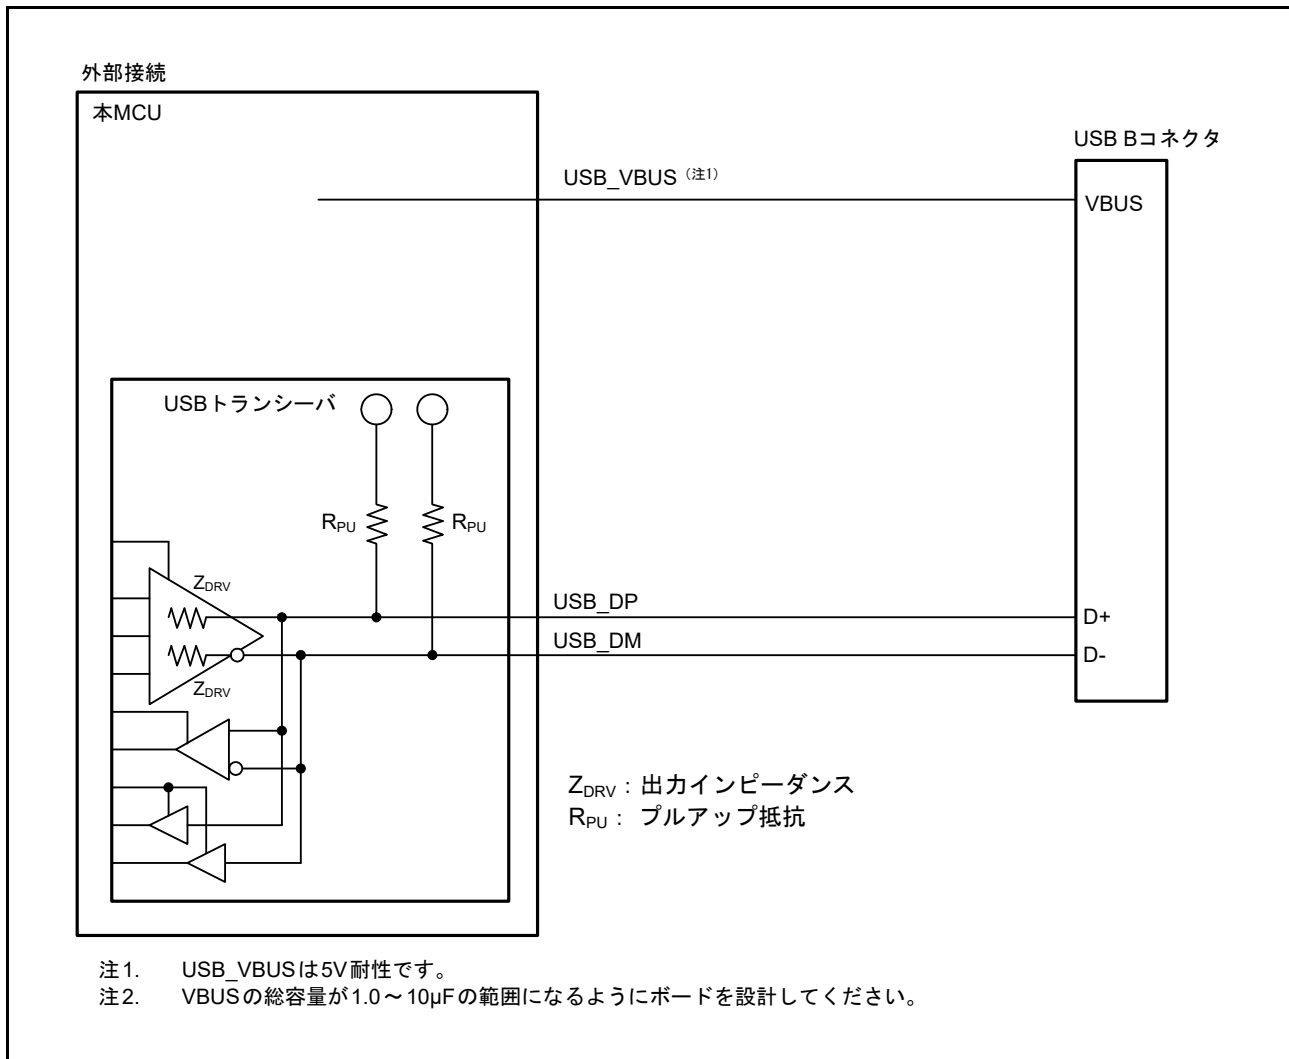 外部接続
本MCU
USB Bコネクタ
USB_VBUS（注1）
VBUS
USBトランシーバ
RPU RPU
ZDRV
USB_DP
D+
USB_DM
D-
ZDRV
ZDRV：出力インピーダンス
RPU： プルアップ抵抗
注1. USB_VBUSは5V耐性です。
注2. VBUSの総容量が1.0～10µFの範囲になるようにボードを設計してください。